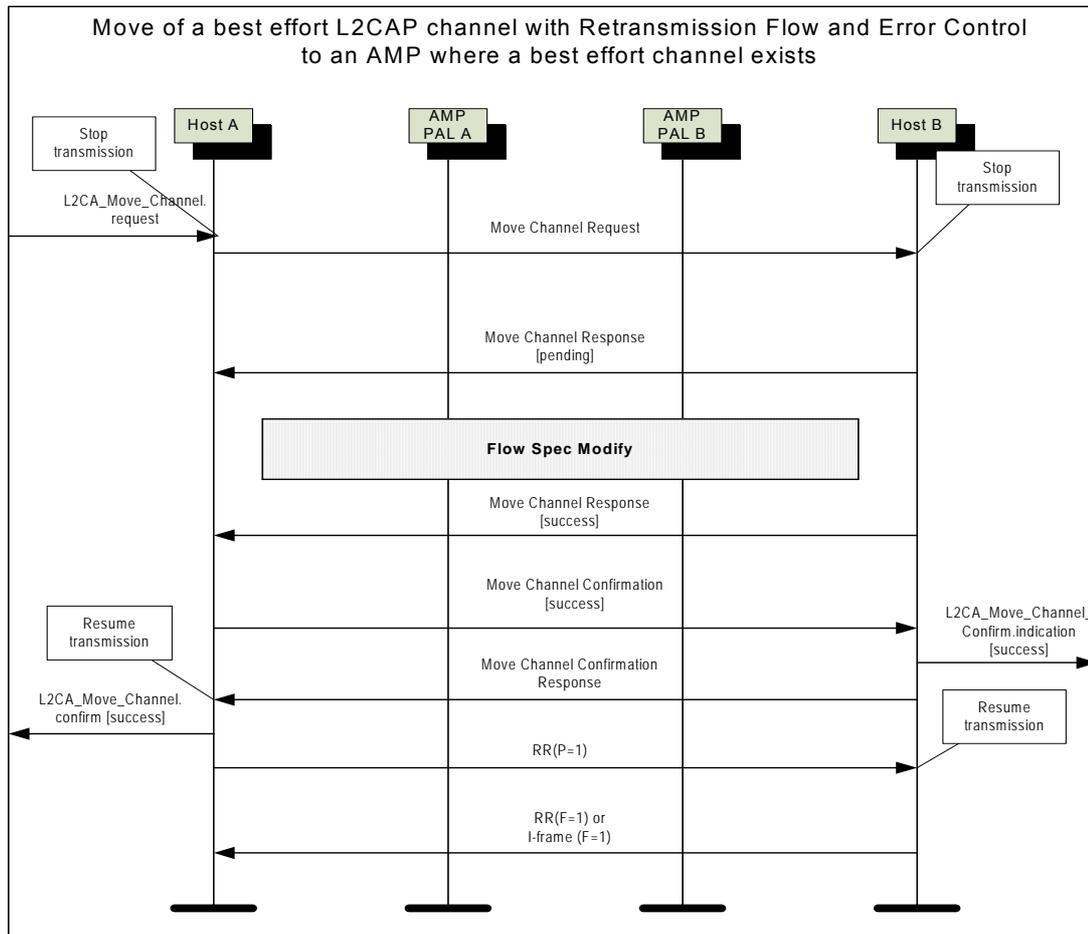 Move of a best effort L2CAP channel with Retransmission Flow and Error Control
to an AMP where a best effort channel exists
Host A
AMP
PAL A
AMP
PAL B
Host B
Stop
transmission
Stop
transmission
L2CA_Move_Channel.
request
Move Channel Request
Move Channel Response
[pending]
Flow Spec Modify
Move Channel Response
[success]
Move Channel Confirmation
[success]
L2CA_Move_Channel_
Confirm.indication
[success]
Resume
transmission
Move Channel Confirmation
Response
L2CA_Move_Channel.
confirm [success]
Resume
transmission
RR(P=1)
RR(F=1) or
I-frame (F=1)